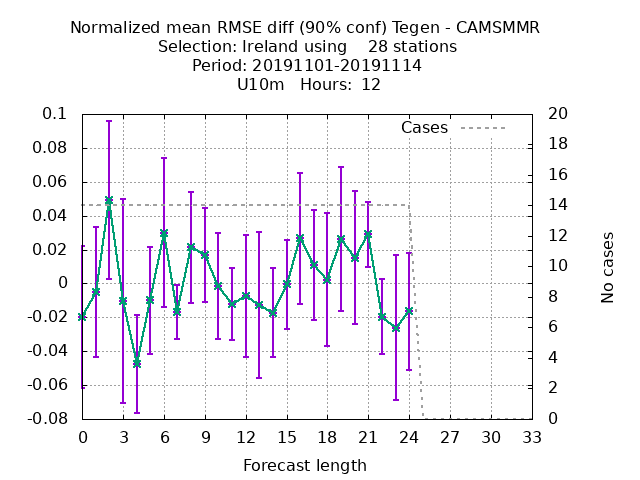 Normalized mean RMSE diff (90% conf) Tegen - CAMSMMR
Selection: Ireland using    28 stations
Period: 20191101-20191114
U10m   Hours:  12
Cases
0.1
0.08
0.06
0.04
0.02
0
-0.02
-0.04
-0.06
-0.08
20
18
16
14
12
10
8
6
4
2
0
No cases
0 3 6 9 12 15 18 21 24 27 30 33
Forecast length